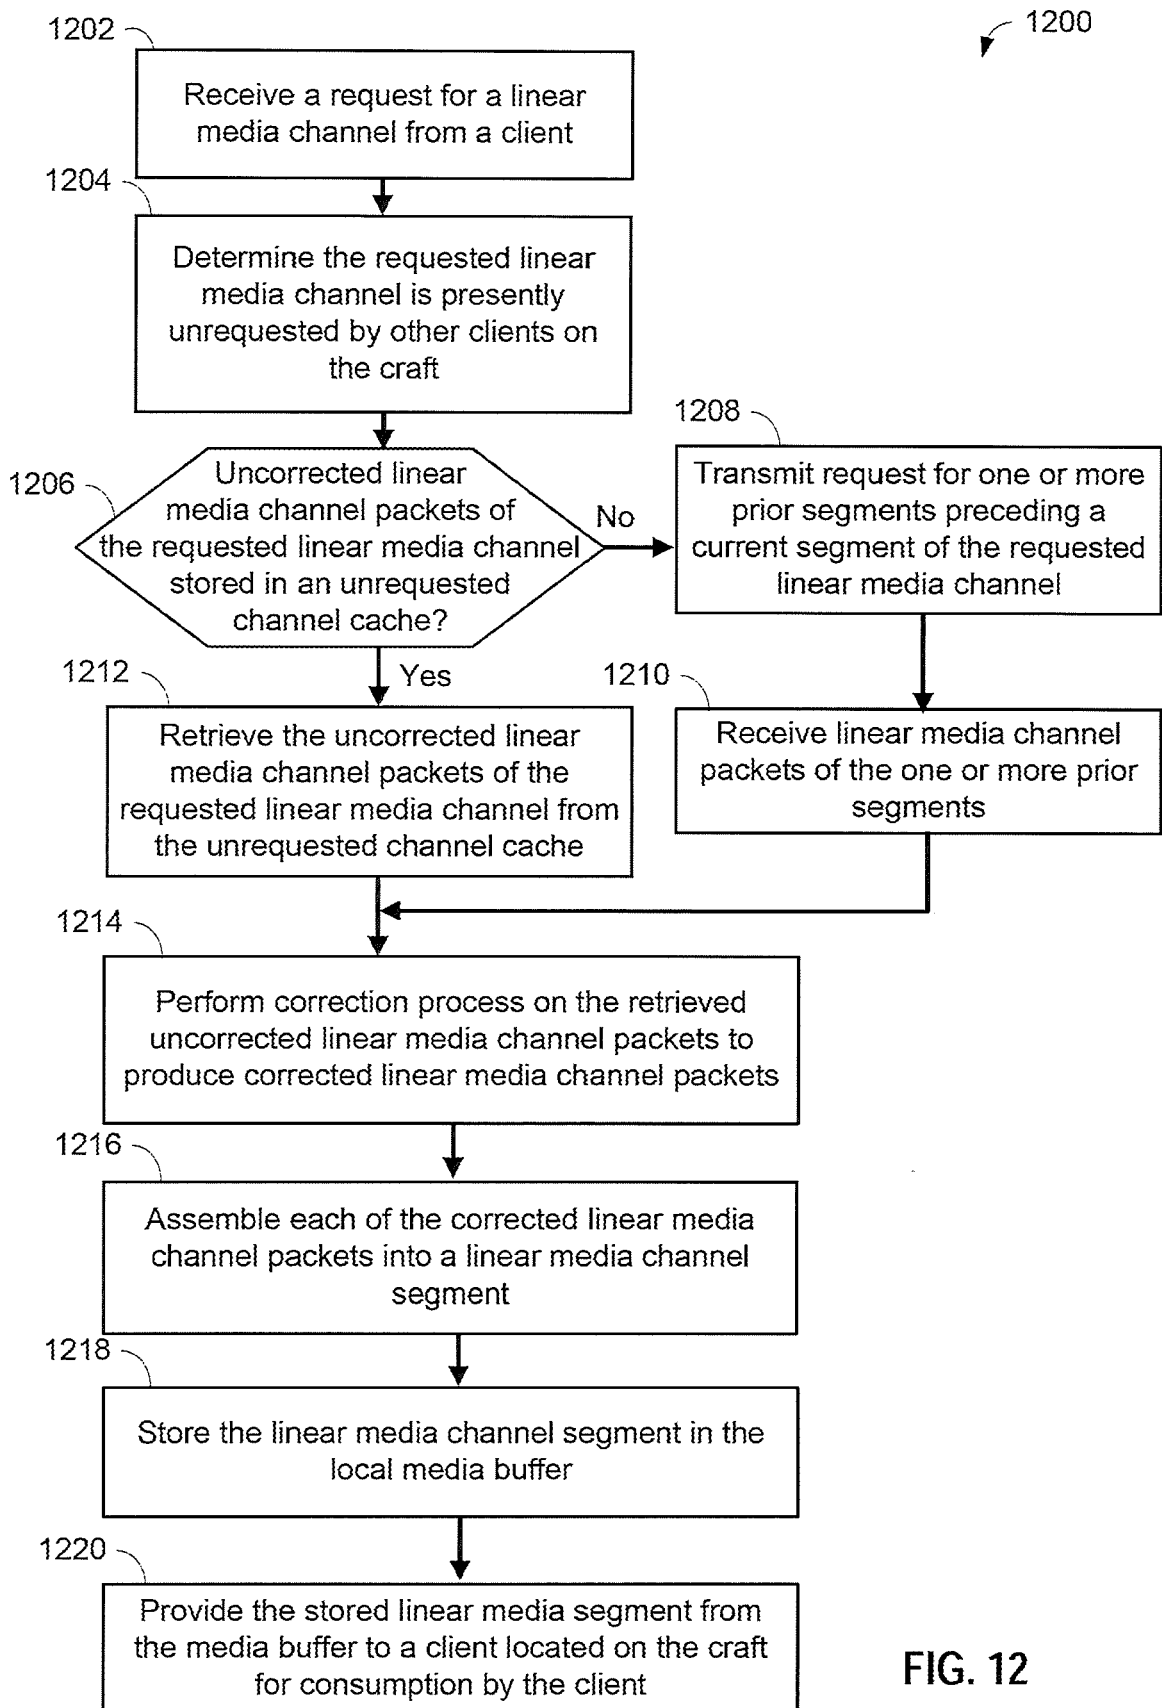 1202
1200
Receive a request for a linear
media channel from a client
1204
Determine the requested linear
media channel is presently
unrequested by other clients on
the craft
1206
Uncorrected linear
media channel packets of
the requested linear media channel
stored in an unrequested
channel cache?
No
1208
Transmit request for one or more
prior segments preceding a
current segment of the requested
linear media channel
Yes
1210
Receive linear media channel
packets of the one or more prior
segments
1212
Retrieve the uncorrected linear
media channel packets of the
requested linear media channel from
the unrequested channel cache
1214
Perform correction process on the retrieved
uncorrected linear media channel packets to
produce corrected linear media channel packets
1216
Assemble each of the corrected linear media
channel packets into a linear media channel
segment
1218
Store the linear media channel segment in the
local media buffer
1220
Provide the stored linear media segment from
the media buffer to a client located on the craft
for consumption by the client
FIG. 12